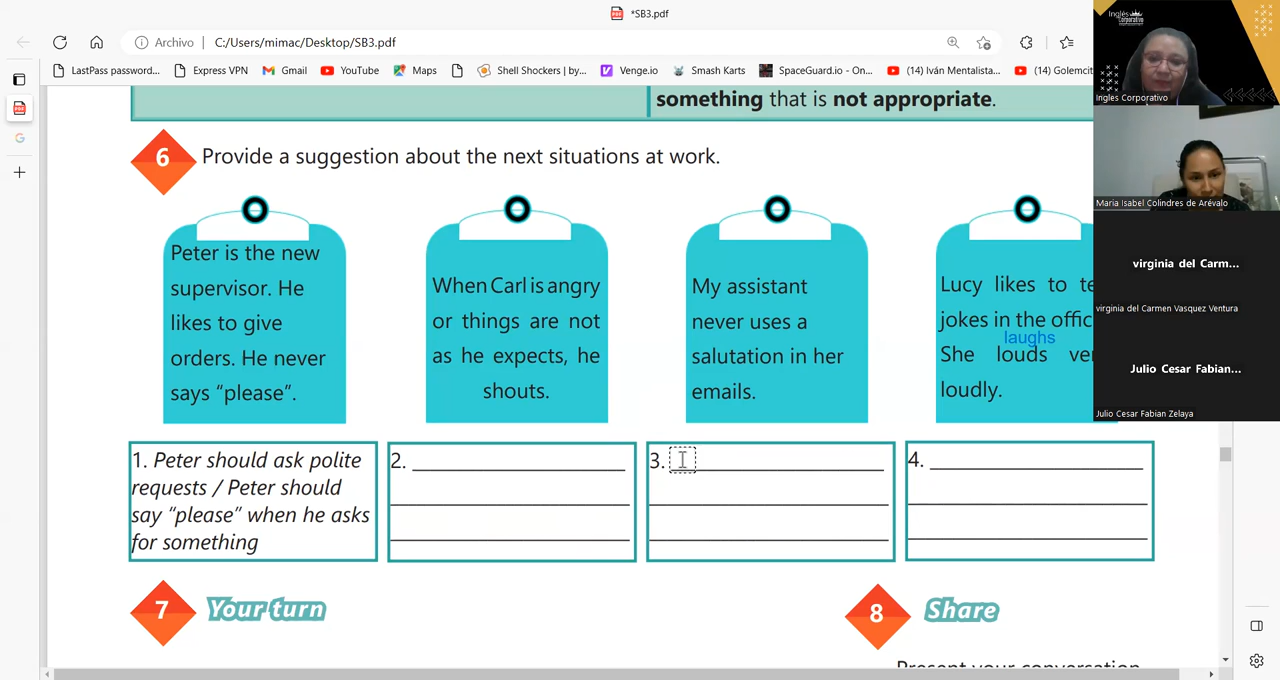 *SB3.pdf
Archivo
C:/Users/mimac/Desktop/SB3.pdf
LastPass password...
Express VPN
Gmail
YouTube
Maps
Shell Shockers | by...
Venge.io
Smash Karts
SpaceGuard.io - On...
(14) Iván Mentalista...
(14) Golemcit
Inglés
Corporativo
Ingles Corporativo
Maria Isabel Colindres de Arévalo
virginia del Carm...
virginia del Carmen Vasquez Ventura
Julio Cesar Fabian...
Julio Cesar Fabian Zelaya
something that is not appropriate.
6 Provide a suggestion about the next situations at work.
Peter is the new
supervisor. He
likes to give
orders. He never
says “please”.
When Carl is angry
or things are not
as he expects, he
shouts.
My assistant
never uses a
salutation in her
emails.
Lucy likes to te
jokes in the offic
laughs
She louds ve
loudly.
1. Peter should ask polite
requests / Peter should
say “please” when he asks
for something
2.
3.
4.
7 Your turn
8 Share
Present your conversation